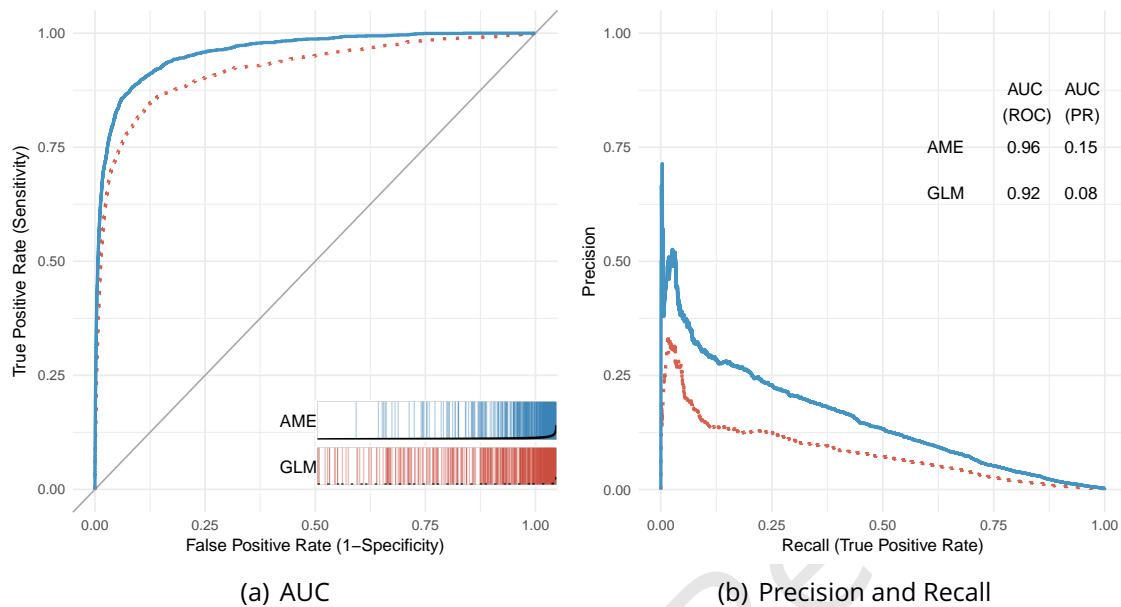 1.00
0.75
0.50
0.25
0.00
True Positive Rate (Sensitivity)
AME
GLM
0.00 0.25 0.50 0.75 1.00
False Positive Rate (1−Specificity)
(a) AUC
1.00
0.75
0.50
0.25
0.00
Precision
AUC AUC
(ROC) (PR)
AME 0.96 0.15
GLM 0.92 0.08
0.00 0.25 0.50 0.75 1.00
Recall (True Positive Rate)
(b) Precision and Recall